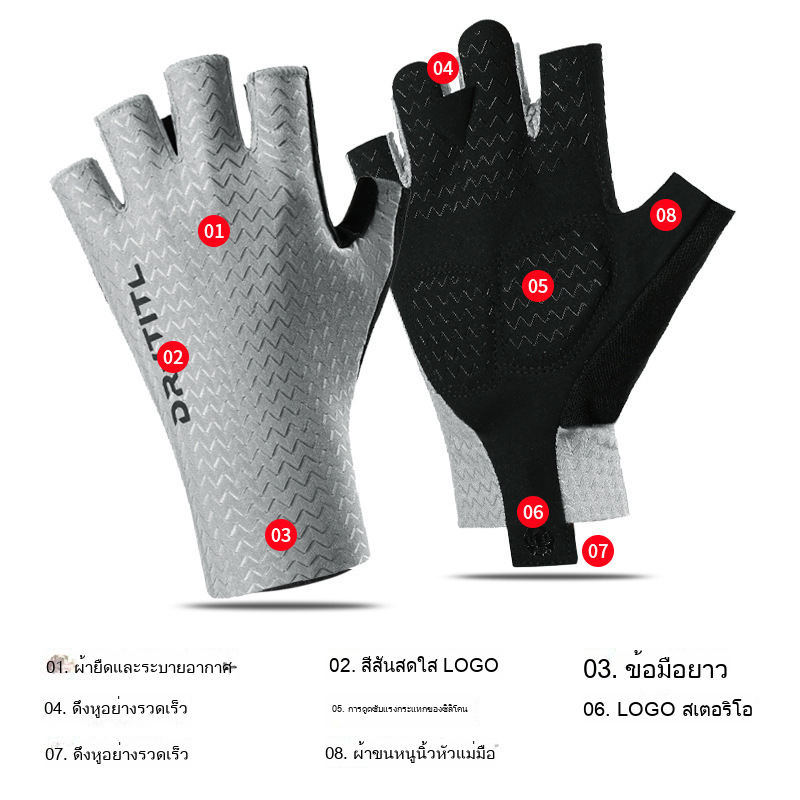 04
01
08
05
DRITITL
02
06
03
07
01. ผ้ายืดและระบายอากาศ
02. สีสันสดใส LOGO
03. ข้อมือยาว
04. ดึงหูอย่างรวดเร็ว
05. การดูดซับแรงกระแทกของซิลิโคน
06. LOGO สเตอริโอ
07. ดึงหูอย่างรวดเร็ว
08. ผ้าขนหนูนิ้วหัวแม่มือ